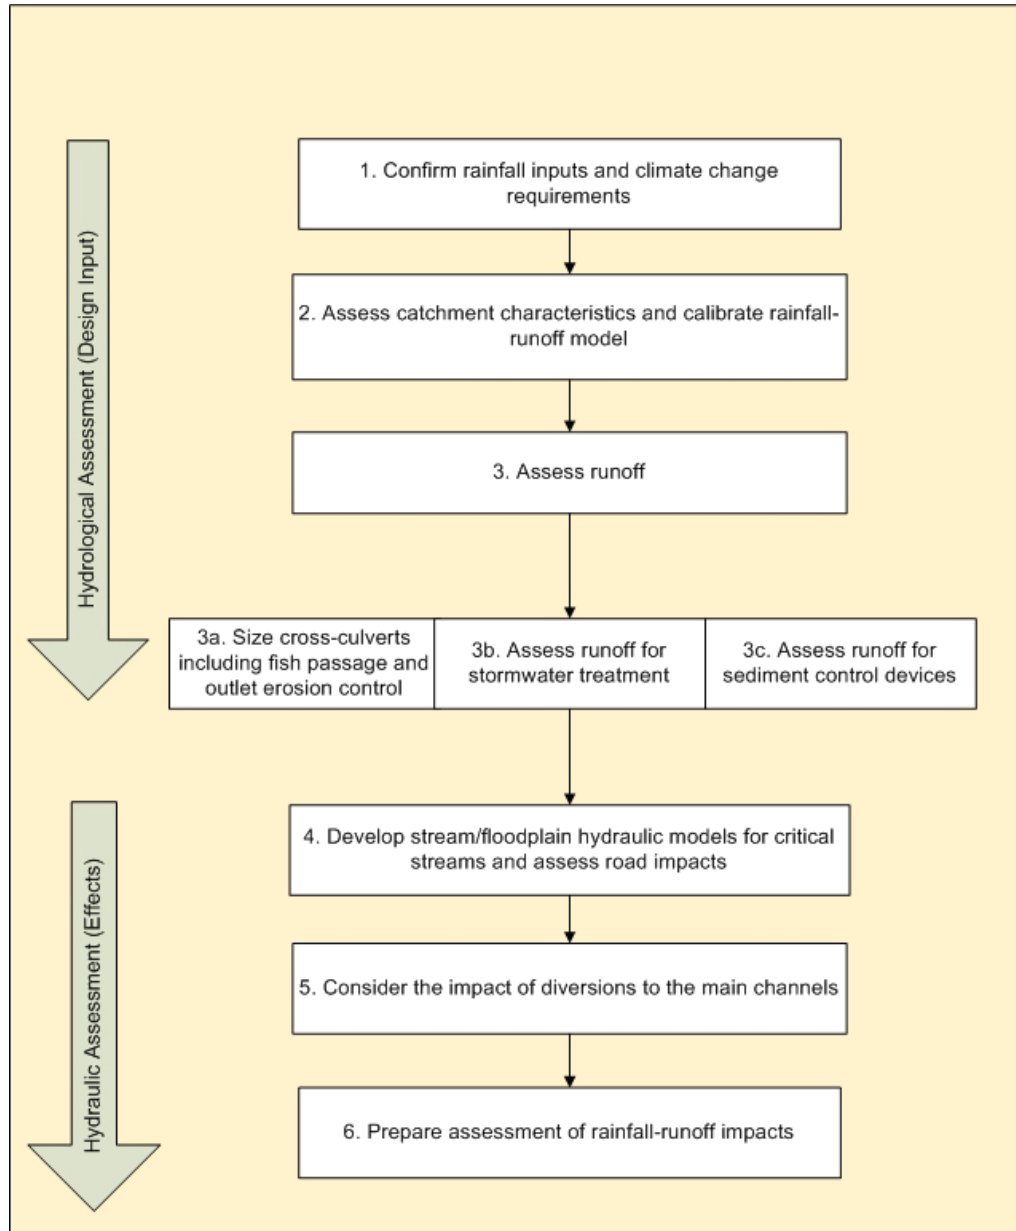 Hydrological Assessment (Design Input)
1. Confirm rainfall inputs and climate change
requirements
2. Assess catchment characteristics and calibrate rainfall-
runoff model
3. Assess runoff
3a. Size cross-culverts
including fish passage and
outlet erosion control
3b. Assess runoff for
stormwater treatment
3c. Assess runoff for
sediment control devices
Hydraulic Assessment (Effects)
4. Develop stream/floodplain hydraulic models for critical
streams and assess road impacts
5. Consider the impact of diversions to the main channels
6. Prepare assessment of rainfall-runoff impacts